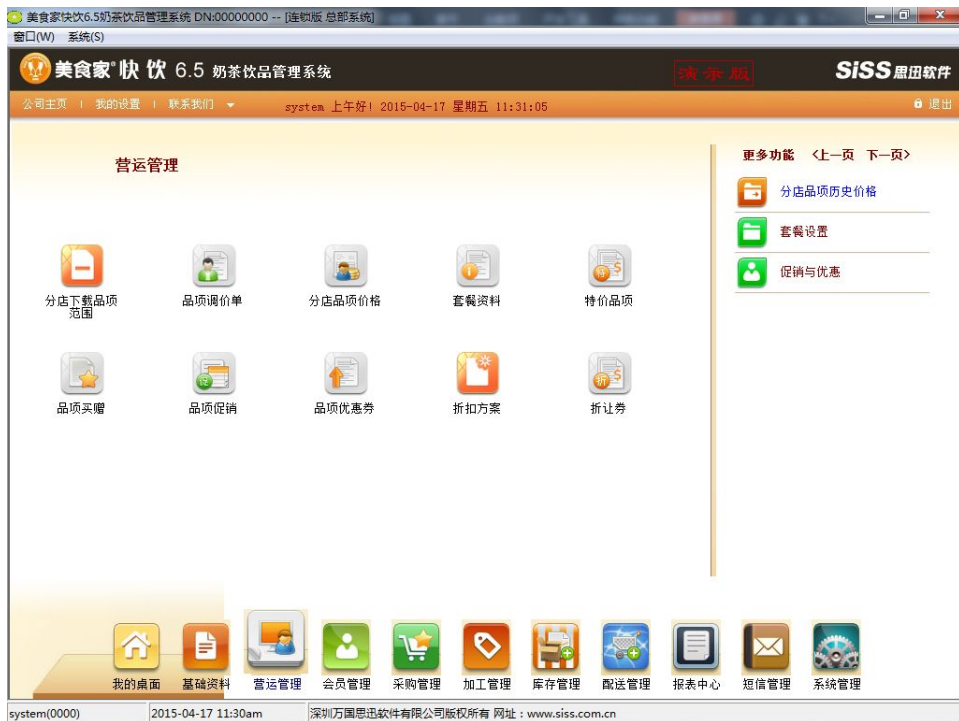 美食家快饮6.5奶茶饮品管理系统 DN:00000000 -- [连锁版 总部系统]
窗口(W) 系统(S)
美食家®快饮 6.5 奶茶饮品管理系统
演示版
SiSS思迅软件
公司主页 | 我的设置 | 联系我们
system 上午好! 2015-04-17 星期五 11:31:05
退出
营运管理
更多功能 〈上一页 下一页〉
分店品项历史价格
套餐设置
促销与优惠
分店下载品项
范围
品项调价单
分店品项价格
套餐资料
特价品项
品项买赠
品项促销
品项优惠券
折扣方案
折让券
我的桌面 基础资料 营运管理 会员管理 采购管理 加工管理 库存管理 配送管理 报表中心 短信管理 系统管理
system(0000) 2015-04-17 11:30am 深圳万国思迅软件有限公司版权所有 网址：www.siss.com.cn